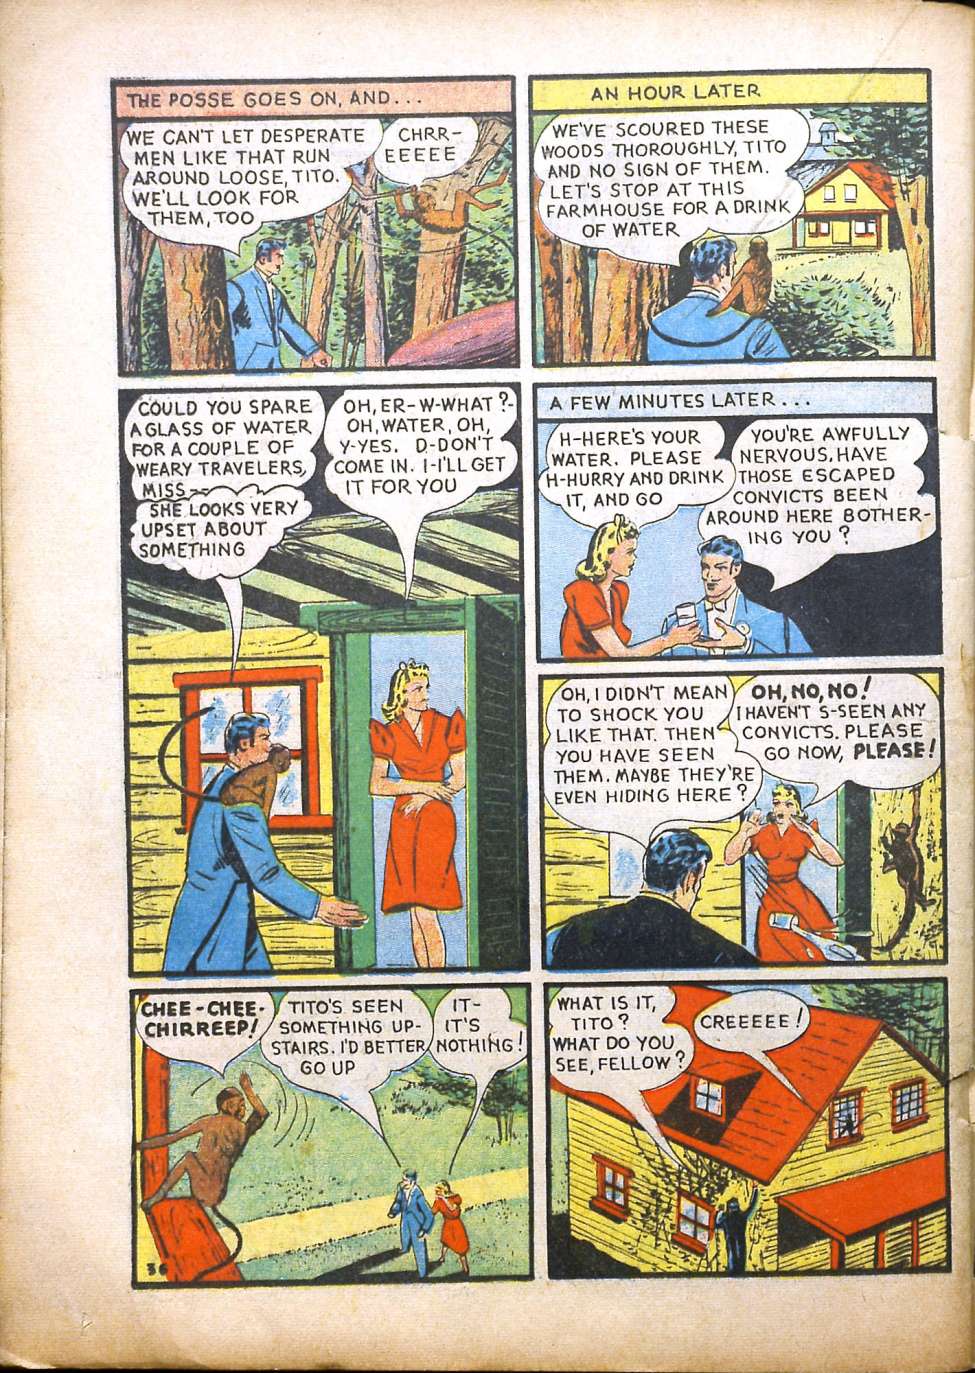 THE POSSE GOES ON, AND...
WE CAN'T LET DESPERATE
MEN LIKE THAT RUN
AROUND LOOSE, TITO.
WE'LL LOOK FOR
THEM, TOO
CHRR-
EEEEE
AN HOUR LATER
WE'VE SCOURED THESE
WOODS THOROUGHLY, TITO
AND NO SIGN OF THEM.
LET'S STOP AT THIS
FARMHOUSE FOR A DRINK
OF WATER
COULD YOU SPARE
A GLASS OF WATER
FOR A COUPLE OF
WEARY TRAVELERS,
MISS--
SHE LOOKS VERY
UPSET ABOUT
SOMETHING
OH, ER-W-WHAT?-
OH, WATER, OH,
Y-YES. D-DON'T
COME IN. I-I'LL GET
IT FOR YOU
A FEW MINUTES LATER...
H-HERE'S YOUR
WATER. PLEASE
H-HURRY AND DRINK
IT, AND GO
YOU'RE AWFULLY
NERVOUS. HAVE
THOSE ESCAPED
CONVICTS BEEN
AROUND HERE BOTHER-
ING YOU?
OH, I DIDN'T MEAN
TO SHOCK YOU
LIKE THAT. THEN
YOU HAVE SEEN
THEM. MAYBE THEY'RE
EVEN HIDING HERE?
OH, NO, NO!
I HAVEN'T S-SEEN ANY
CONVICTS. PLEASE
GO NOW, PLEASE!
CHEE-CHEE-
CHIRREEP!
TITO'S SEEN
SOMETHING UP-
STAIRS. I'D BETTER
GO UP
IT-
IT'S
NOTHING!
36
WHAT IS IT,
TITO?
WHAT DO YOU
SEE, FELLOW?
CREEEEE!